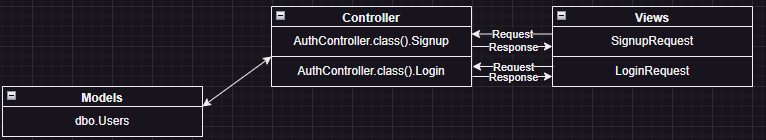 Controller
AuthController.class().Signup
AuthController.class().Login
Request
Response
Request
Response
Views
SignupRequest
LoginRequest
Models
dbo.Users